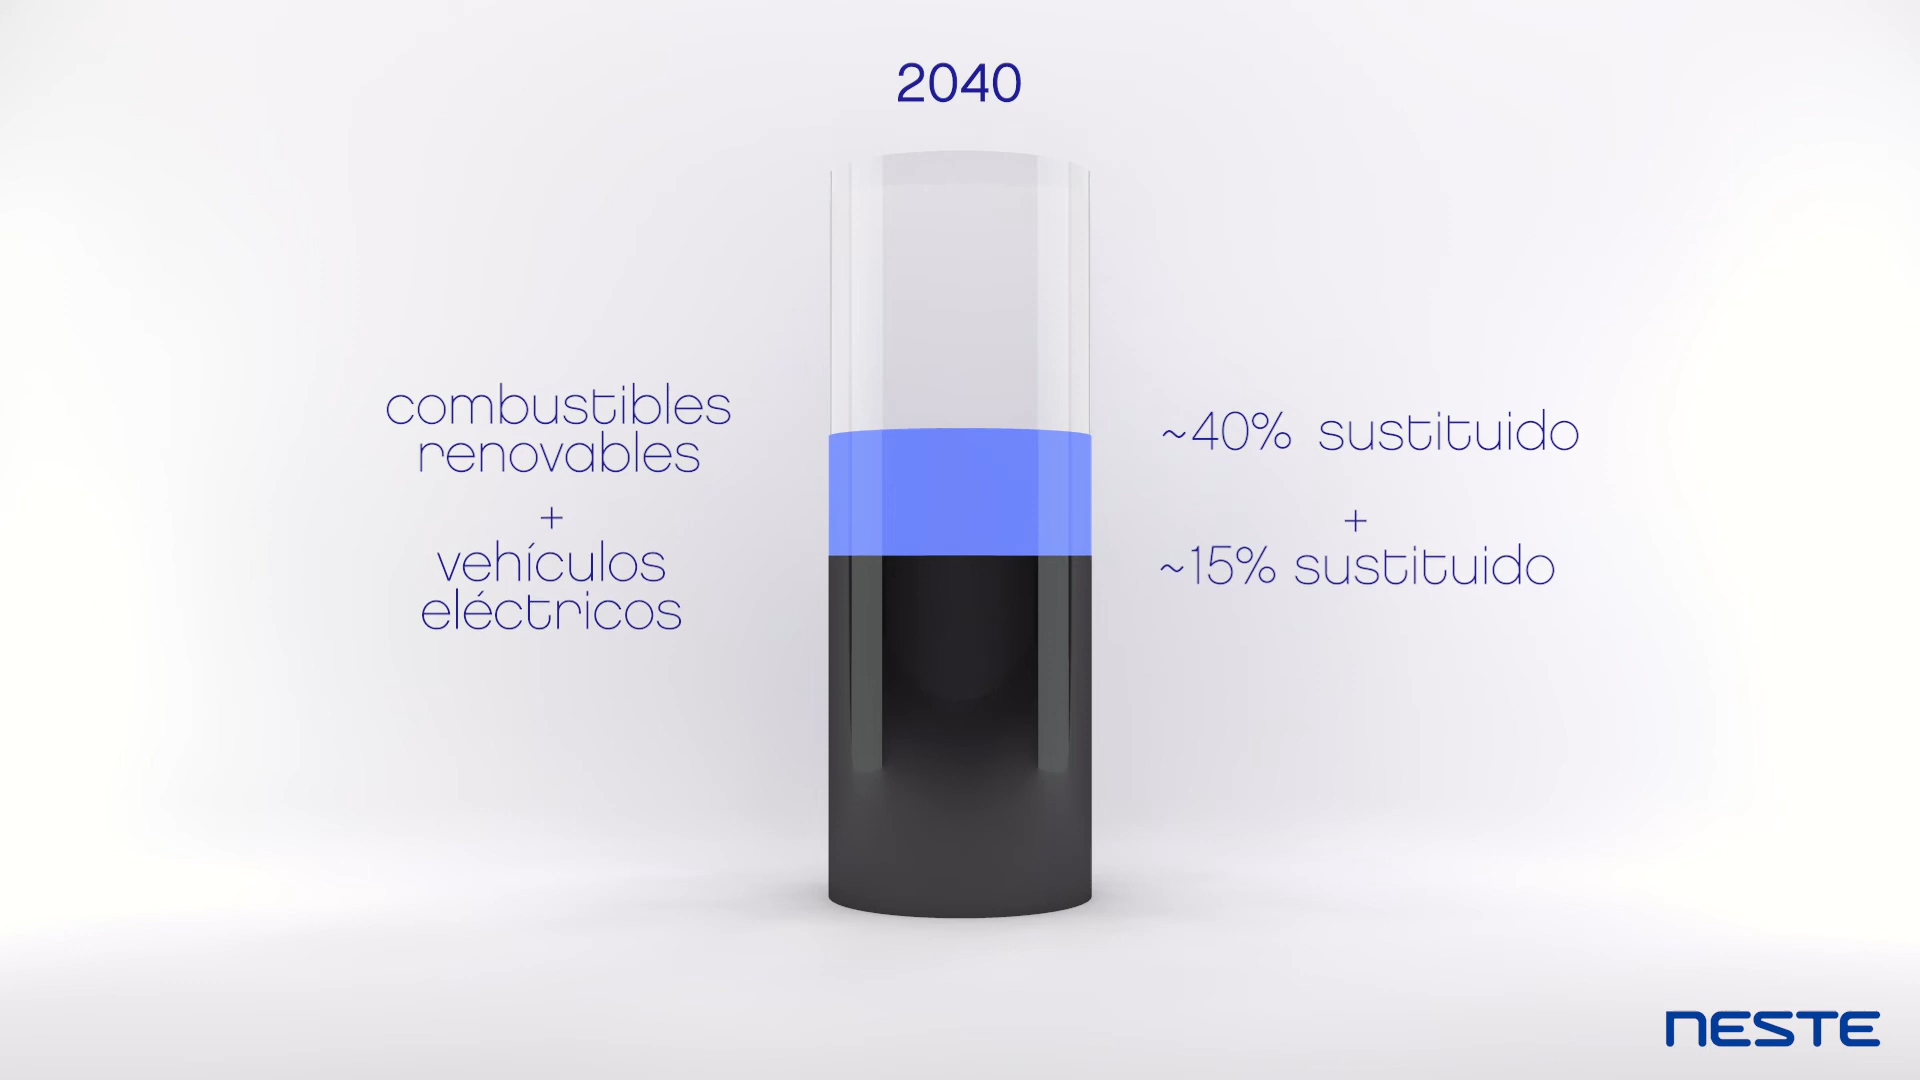 2040
combustibles
renovables
+
vehículos
eléctricos
~40% sustituido
+
~15% sustituido
NESTE